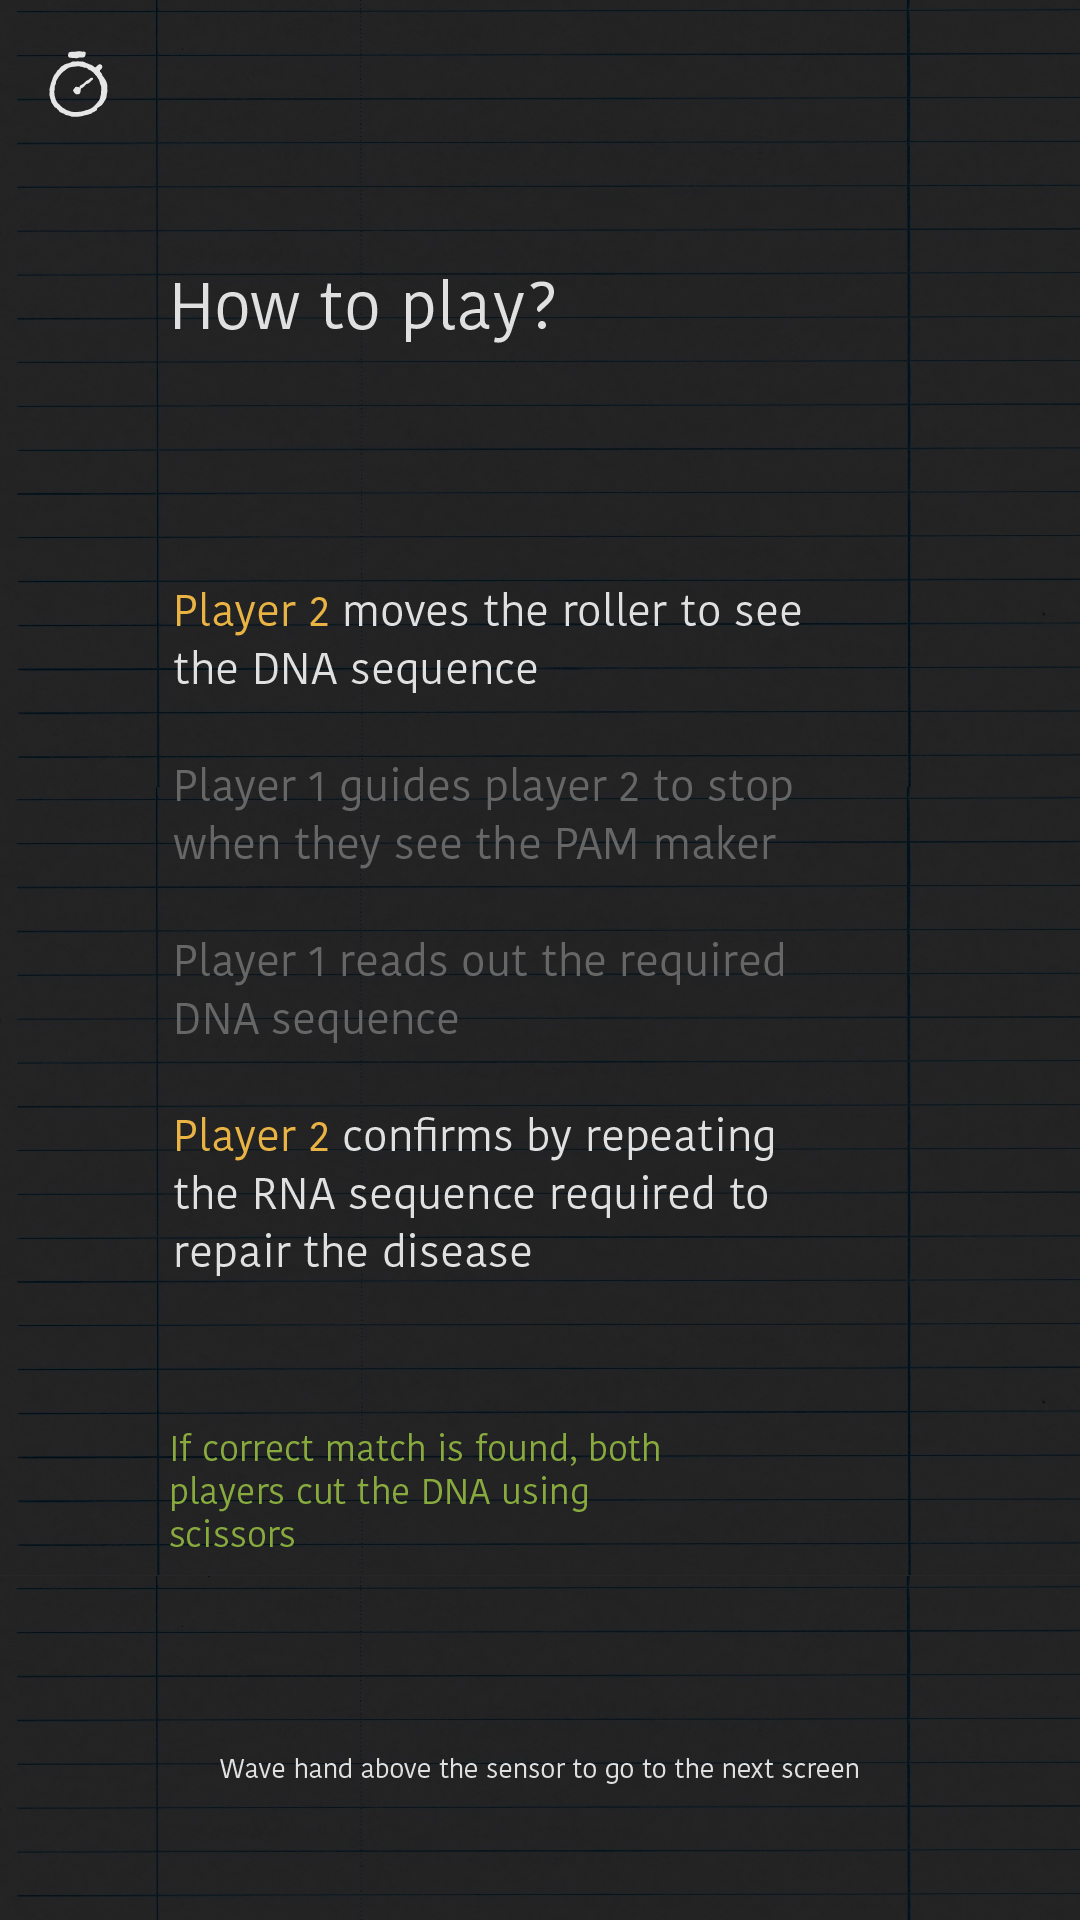 How to play?
Player 2 moves the roller to see
the DNA sequence
Player 1 guides player 2 to stop
when they see the PAM maker
Player 1 reads out the required
DNA sequence
Player 2 confirms by repeating
the RNA sequence required to
repair the disease
If correct match is found, both
players cut the DNA using
scissors
Wave hand above the sensor to go to the next screen